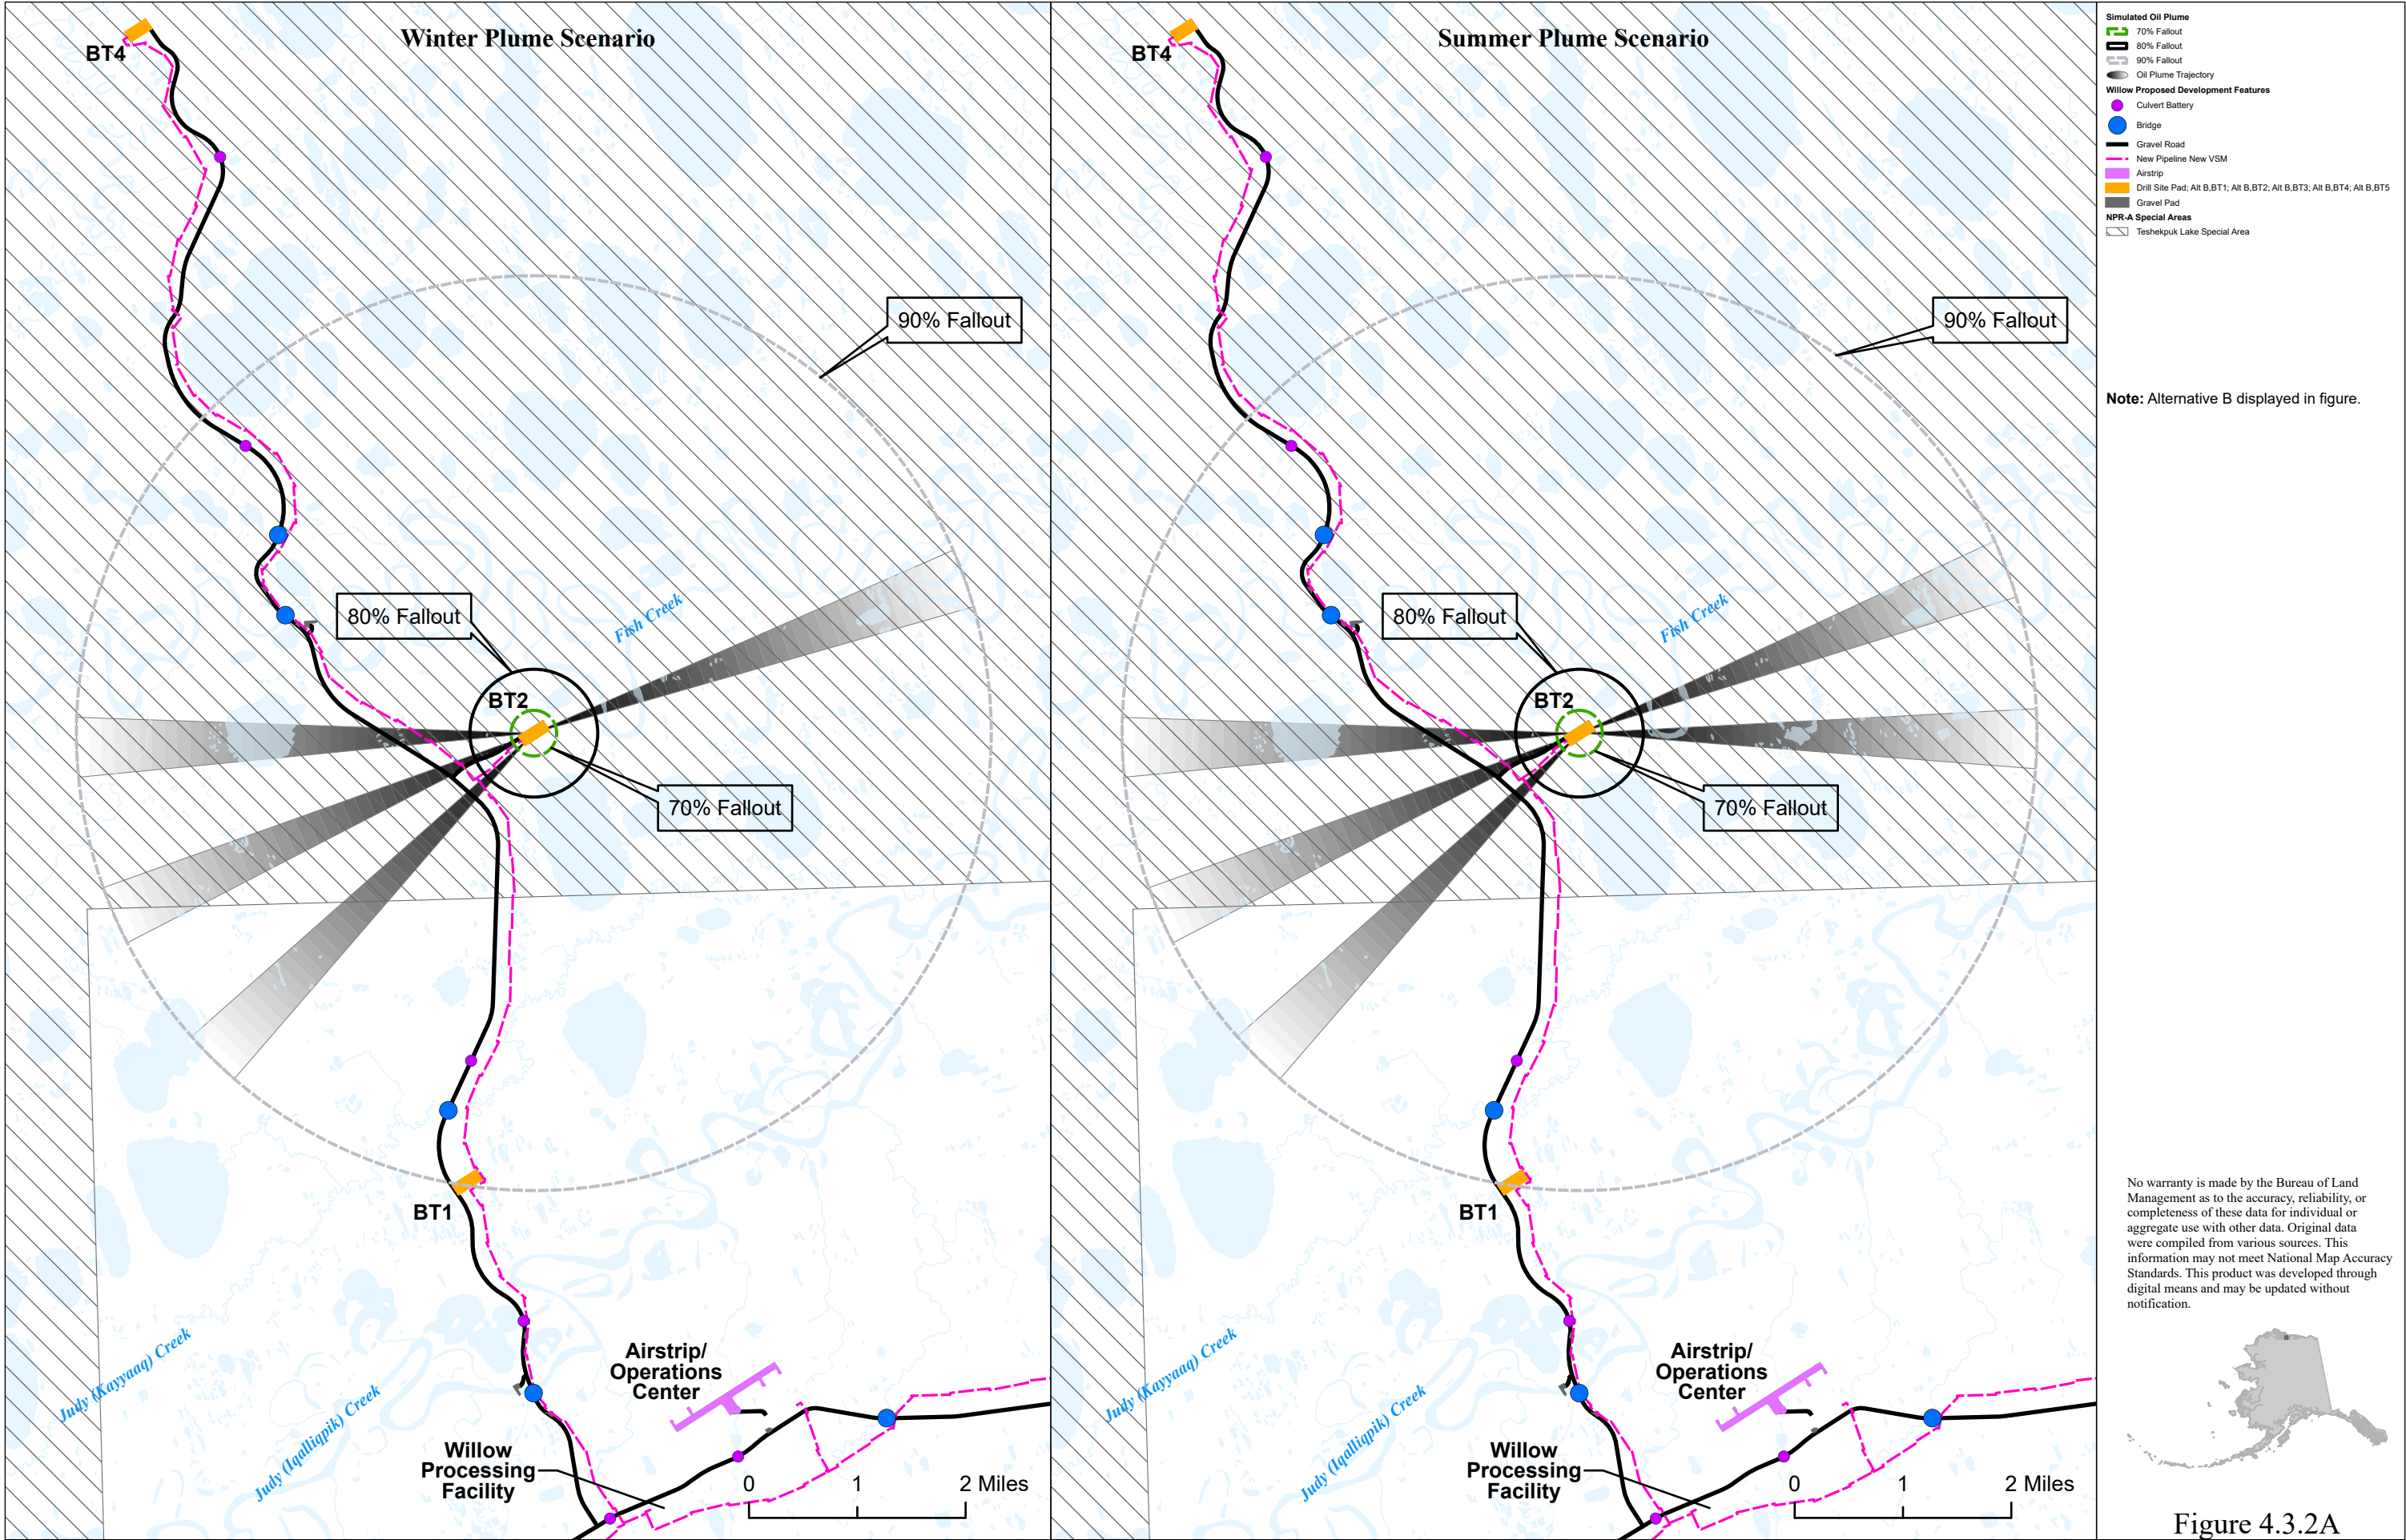 Winter Plume Scenario
BT4
90% Fallout
80% Fallout
Fish Creek
BT2
70% Fallout
BT1
Airstrip/
Operations
Center
Judy (Kayyaaq) Creek
Judy (Iqalliqpik) Creek
Willow
Processing
Facility
0 1 2 Miles
Summer Plume Scenario
BT4
90% Fallout
80% Fallout
Fish Creek
BT2
70% Fallout
BT1
Airstrip/
Operations
Center
Judy (Kayyaaq) Creek
Judy (Iqalliqpik) Creek
Willow
Processing
Facility
0 1 2 Miles
Simulated Oil Plume
70% Fallout
80% Fallout
90% Fallout
Oil Plume Trajectory
Willow Proposed Development Features
Culvert Battery
Bridge
Gravel Road
New Pipeline New VSM
Airstrip
Drill Site Pad; Alt B,BT1; Alt B,BT2; Alt B,BT3; Alt B,BT4; Alt B,BT5
Gravel Pad
NPR-A Special Areas
Teshekpuk Lake Special Area
Note: Alternative B displayed in figure.
No warranty is made by the Bureau of Land
Management as to the accuracy, reliability, or
completeness of these data for individual or
aggregate use with other data. Original data
were compiled from various sources. This
information may not meet National Map Accuracy
Standards. This product was developed through
digital means and may be updated without
notification.
Figure 4.3.2A